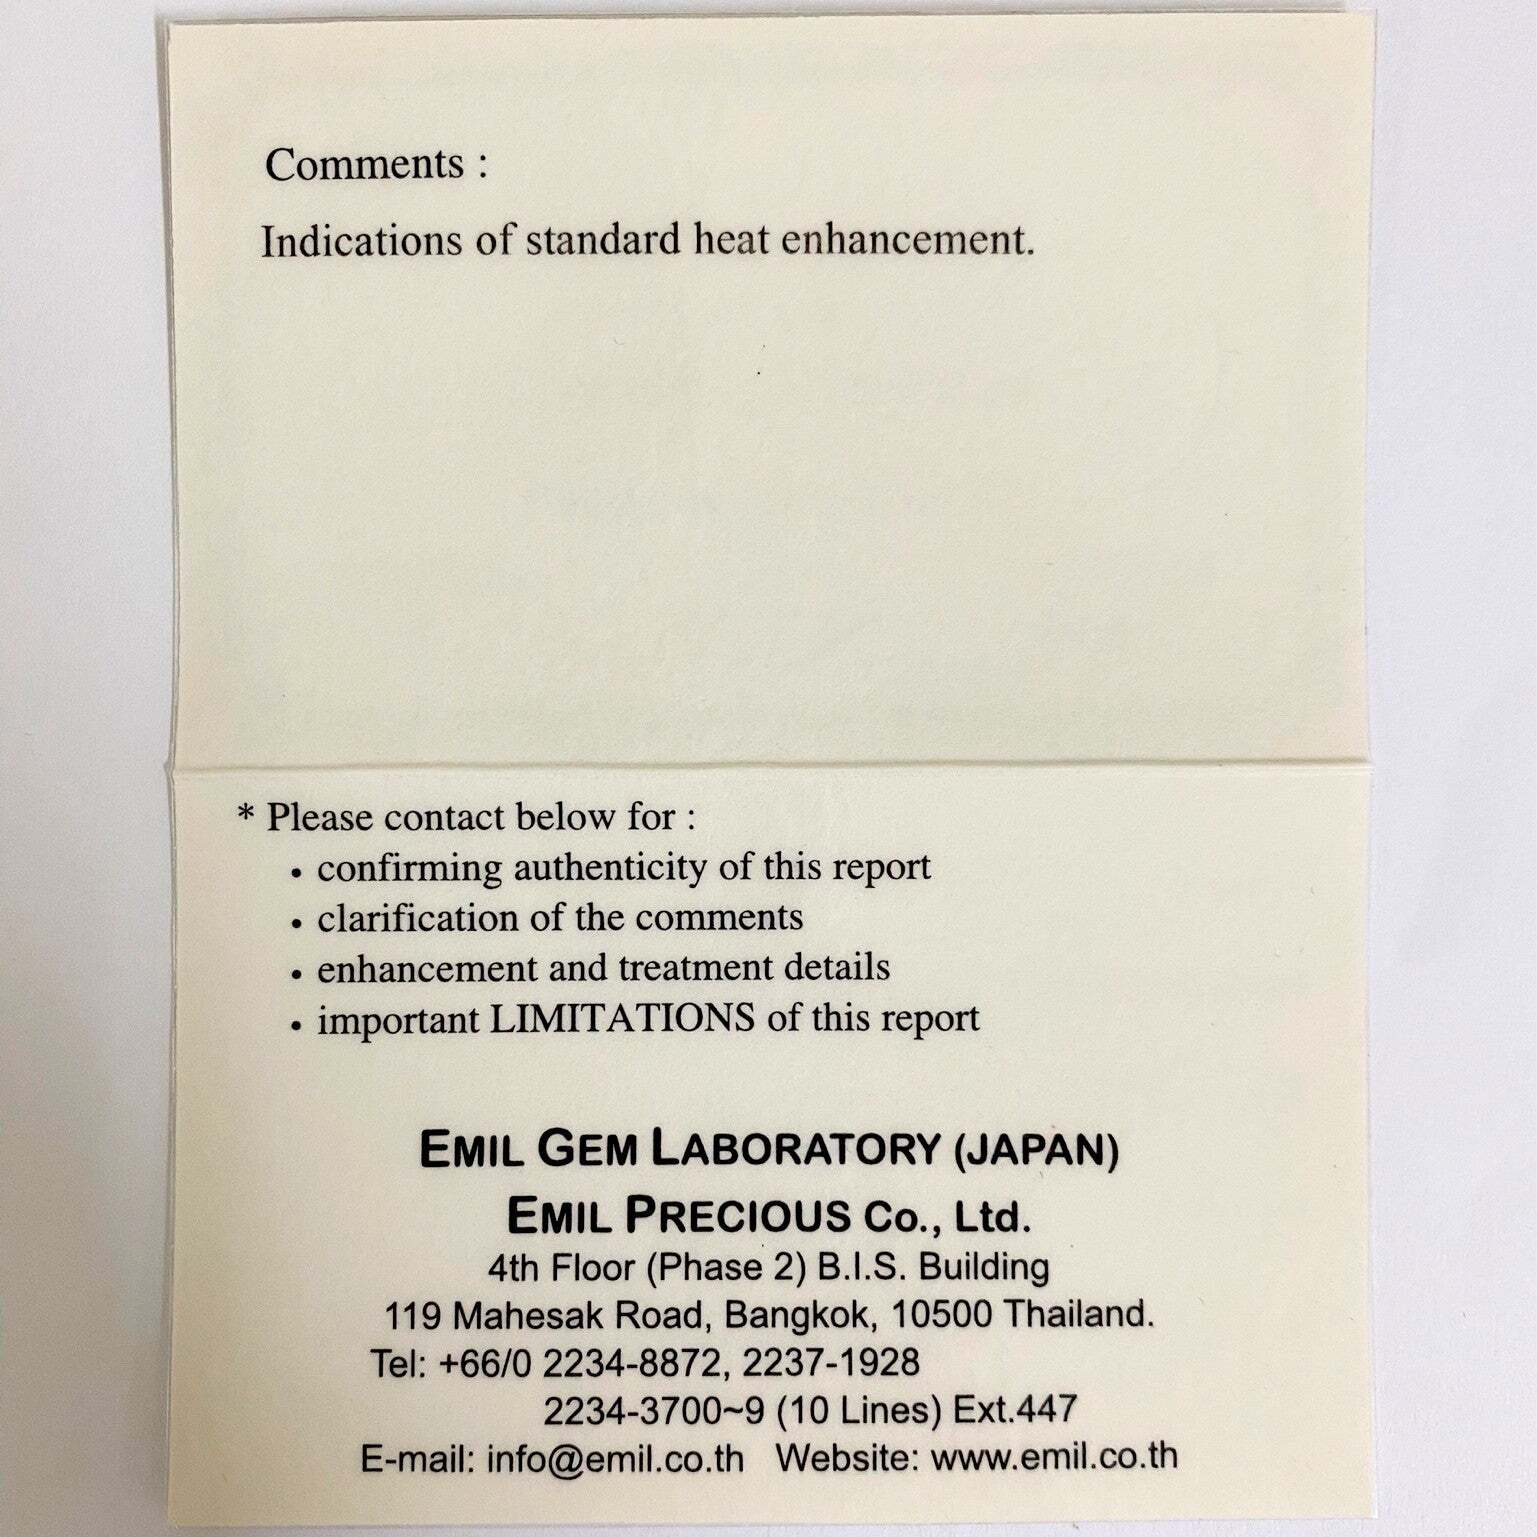 Comments :
Indications of standard heat enhancement.
* Please contact below for :
• confirming authenticity of this report
• clarification of the comments
• enhancement and treatment details
• important LIMITATIONS of this report
EMIL GEM LABORATORY (JAPAN)
EMIL PRECIOUS Co., Ltd.
4th Floor (Phase 2) B.I.S. Building
119 Mahesak Road, Bangkok, 10500 Thailand.
Tel: +66/0 2234-8872, 2237-1928
2234-3700~9 (10 Lines) Ext.447
E-mail: info@emil.co.th Website: www.emil.co.th